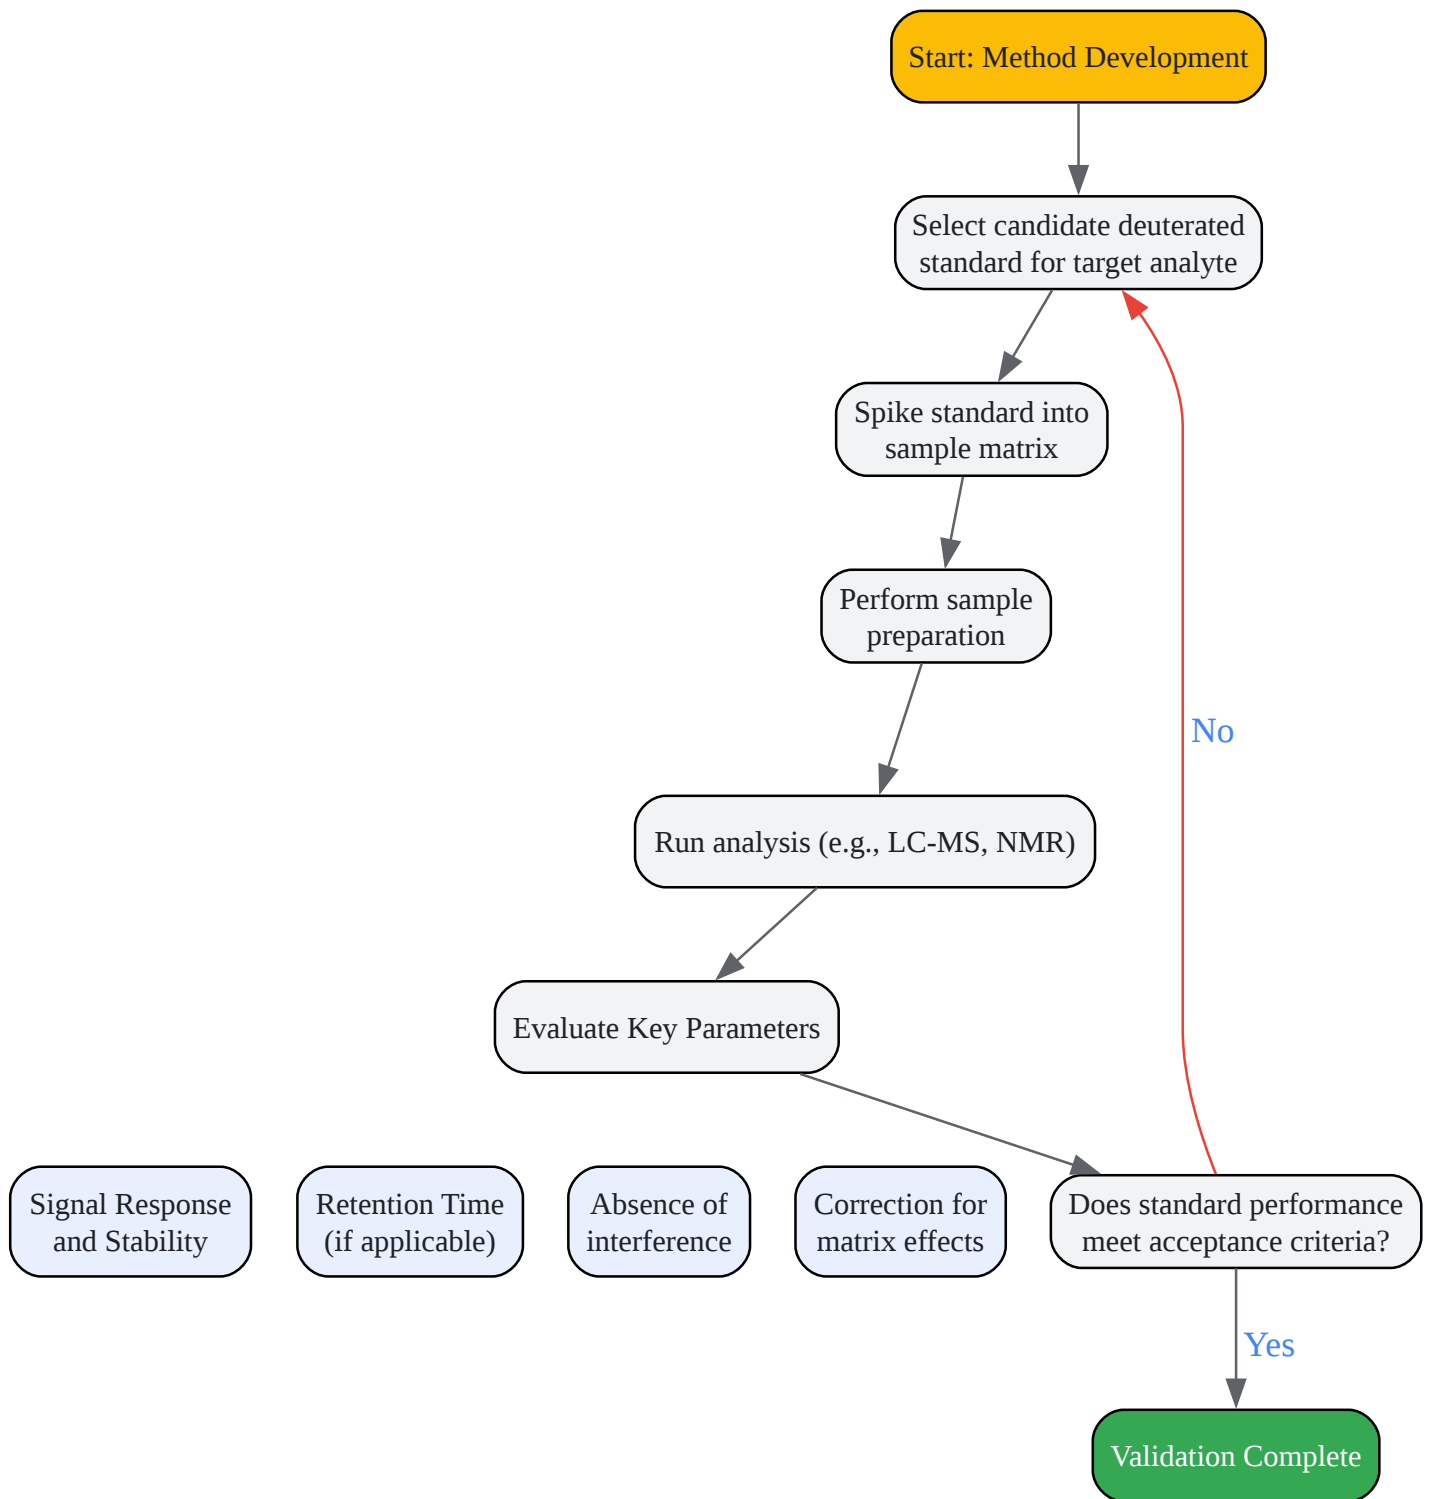 Start: Method Development
Select candidate deuterated
standard for target analyte
Spike standard into
sample matrix
Perform sample
preparation
No
Run analysis (e.g., LC-MS, NMR)
Evaluate Key Parameters
Signal Response
and Stability
Retention Time
(if applicable)
Absence of
interference
Correction for
matrix effects
Does standard performance
meet acceptance criteria?
Yes
Validation Complete